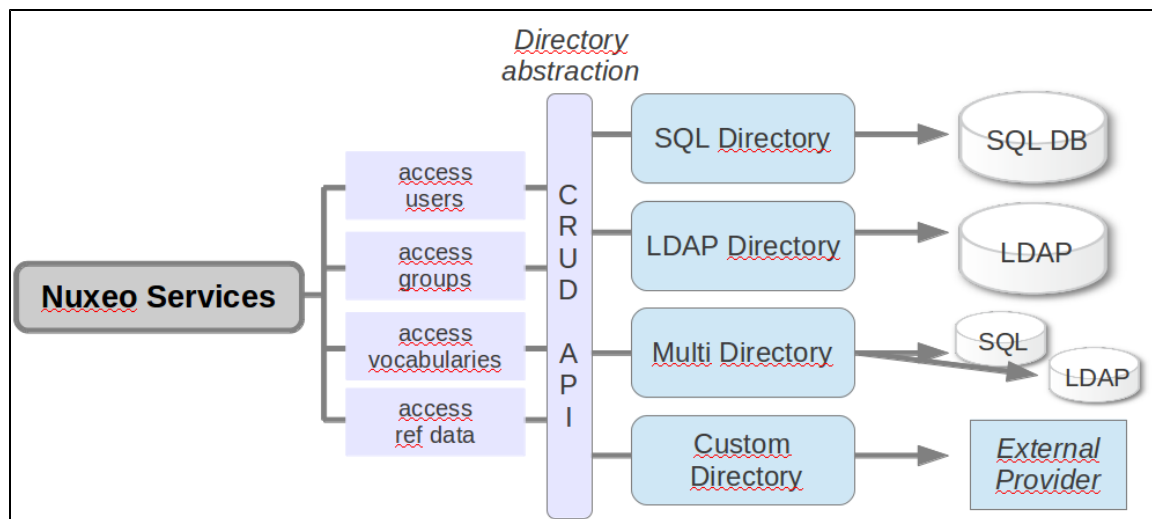 Directory
abstraction
Nuxeo Services
access
users
access
groups
access
vocabularies
access
ref data
C
R
U
D
A
P
I
SQL Directory
SQL DB
LDAP Directory
LDAP
Multi Directory
SQL
LDAP
Custom
Directory
External
Provider